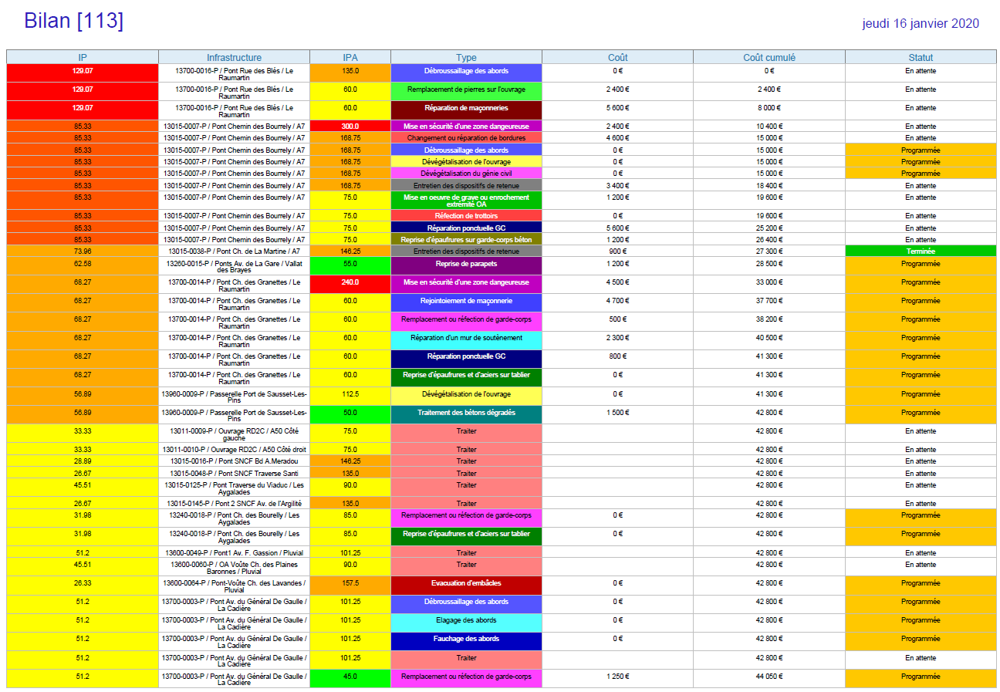 Bilan [113]
jeudi 16 janvier 2020
IP Infrastructure IPA Type Coût Coût cumulé Statut
129.07 13700-0016-P / Pont Rue des Blés / Le Raumartin 135.0 Débroussaillage des abords 0 € 0 € En attente
129.07 13700-0016-P / Pont Rue des Blés / Le Raumartin 60.0 Remplacement de pierres sur l'ouvrage 2 400 € 2 400 € En attente
129.07 13700-0016-P / Pont Rue des Blés / Le Raumartin 60.0 Réparation de maçonneries 5 600 € 8 000 € En attente
85.33 13015-0007-P / Pont Chemin des Bourrely / A7 300.0 Mise en sécurité d'une zone dangeureuse 2 400 € 10 400 € En attente
85.33 13015-0007-P / Pont Chemin des Bourrely / A7 168.75 Changement ou réparation de bordures 4 600 € 15 000 € En attente
85.33 13015-0007-P / Pont Chemin des Bourrely / A7 168.75 Débroussaillage des abords 0 € 15 000 € Programmée
85.33 13015-0007-P / Pont Chemin des Bourrely / A7 168.75 Dévégétalisation de l'ouvrage 0 € 15 000 € Programmée
85.33 13015-0007-P / Pont Chemin des Bourrely / A7 168.75 Dévégétalisation du génie civil 0 € 15 000 € Programmée
85.33 13015-0007-P / Pont Chemin des Bourrely / A7 168.75 Entretien des dispositifs de retenue 3 400 € 18 400 € En attente
85.33 13015-0007-P / Pont Chemin des Bourrely / A7 75.0 Mise en oeuvre de grave ou enrochement extrémité OA 1 200 € 19 600 € En attente
85.33 13015-0007-P / Pont Chemin des Bourrely / A7 75.0 Réfection de trottoirs 0 € 19 600 € En attente
85.33 13015-0007-P / Pont Chemin des Bourrely / A7 75.0 Réparation ponctuelle GC 5 600 € 25 200 € En attente
85.33 13015-0007-P / Pont Chemin des Bourrely / A7 75.0 Reprise d'épaufrures sur garde-corps béton 1 200 € 26 400 € En attente
73.96 13015-0038-P / Pont Ch. de La Martine / A7 146.25 Entretien des dispositifs de retenue 900 € 27 300 € Terminée
62.58 13260-0015-P / Ponts Av. de La Gare / Vallat des Brayes 55.0 Reprise de parapets 1 200 € 28 500 € Programmée
68.27 13700-0014-P / Pont Ch. des Granettes / Le Raumartin 240.0 Mise en sécurité d'une zone dangeureuse 4 500 € 33 000 € Programmée
68.27 13700-0014-P / Pont Ch. des Granettes / Le Raumartin 60.0 Rejointoiement de maçonnerie 4 700 € 37 700 € Programmée
68.27 13700-0014-P / Pont Ch. des Granettes / Le Raumartin 60.0 Remplacement ou réfection de garde-corps 500 € 38 200 € Programmée
68.27 13700-0014-P / Pont Ch. des Granettes / Le Raumartin 60.0 Réparation d'un mur de soutènement 2 300 € 40 500 € Programmée
68.27 13700-0014-P / Pont Ch. des Granettes / Le Raumartin 60.0 Réparation ponctuelle GC 800 € 41 300 € Programmée
68.27 13700-0014-P / Pont Ch. des Granettes / Le Raumartin 60.0 Reprise d'épaufrures et d'aciers sur tablier 0 € 41 300 € Programmée
56.89 13960-0009-P / Passerelle Port de Sausset-Les-Pins 112.5 Dévégétalisation de l'ouvrage 0 € 41 300 € Programmée
56.89 13960-0009-P / Passerelle Port de Sausset-Les-Pins 50.0 Traitement des bétons dégradés 1 500 € 42 800 € Programmée
33.33 13011-0009-P / Ouvrage RD2C / A50 Côté gauche 75.0 Traiter 42 800 € En attente
33.33 13011-0010-P / Ouvrage RD2C / A50 Côté droit 75.0 Traiter 42 800 € En attente
28.89 13015-0016-P / Pont SNCF Bd A.Meradou 146.25 Traiter 42 800 € En attente
26.67 13015-0048-P / Pont SNCF Traverse Santi 135.0 Traiter 42 800 € En attente
45.51 13015-0125-P / Pont Traverse du Viaduc / Les Aygalades 90.0 Traiter 42 800 € En attente
26.67 13015-0145-P / Pont 2 SNCF Av. de l'Argilité 135.0 Traiter 42 800 € En attente
31.98 13240-0018-P / Pont Ch. des Bourelly / Les Aygalades 85.0 Remplacement ou réfection de garde-corps 0 € 42 800 € Programmée
31.98 13240-0018-P / Pont Ch. des Bourelly / Les Aygalades 85.0 Reprise d'épaufrures et d'aciers sur tablier 0 € 42 800 € Programmée
51.2 13600-0049-P / Pont1 Av. F. Gassion / Pluvial 101.25 Traiter 42 800 € En attente
45.51 13600-0060-P / OA Voûte Ch. des Plaines Baronnes / Pluvial 90.0 Traiter 42 800 € En attente
26.33 13600-0064-P / Pont-Voûte Ch. des Lavandes / Pluvial 157.5 Evacuation d'embâcles 0 € 42 800 € Programmée
51.2 13700-0003-P / Pont Av. du Général De Gaulle / La Cadière 101.25 Débroussaillage des abords 0 € 42 800 € Programmée
51.2 13700-0003-P / Pont Av. du Général De Gaulle / La Cadière 101.25 Elagage des abords 0 € 42 800 € Programmée
51.2 13700-0003-P / Pont Av. du Général De Gaulle / La Cadière 101.25 Fauchage des abords 0 € 42 800 € Programmée
51.2 13700-0003-P / Pont Av. du Général De Gaulle / La Cadière 101.25 Traiter 42 800 € En attente
51.2 13700-0003-P / Pont Av. du Général De Gaulle / La Cadière 45.0 Remplacement ou réfection de garde-corps 1 250 € 44 050 € Programmée